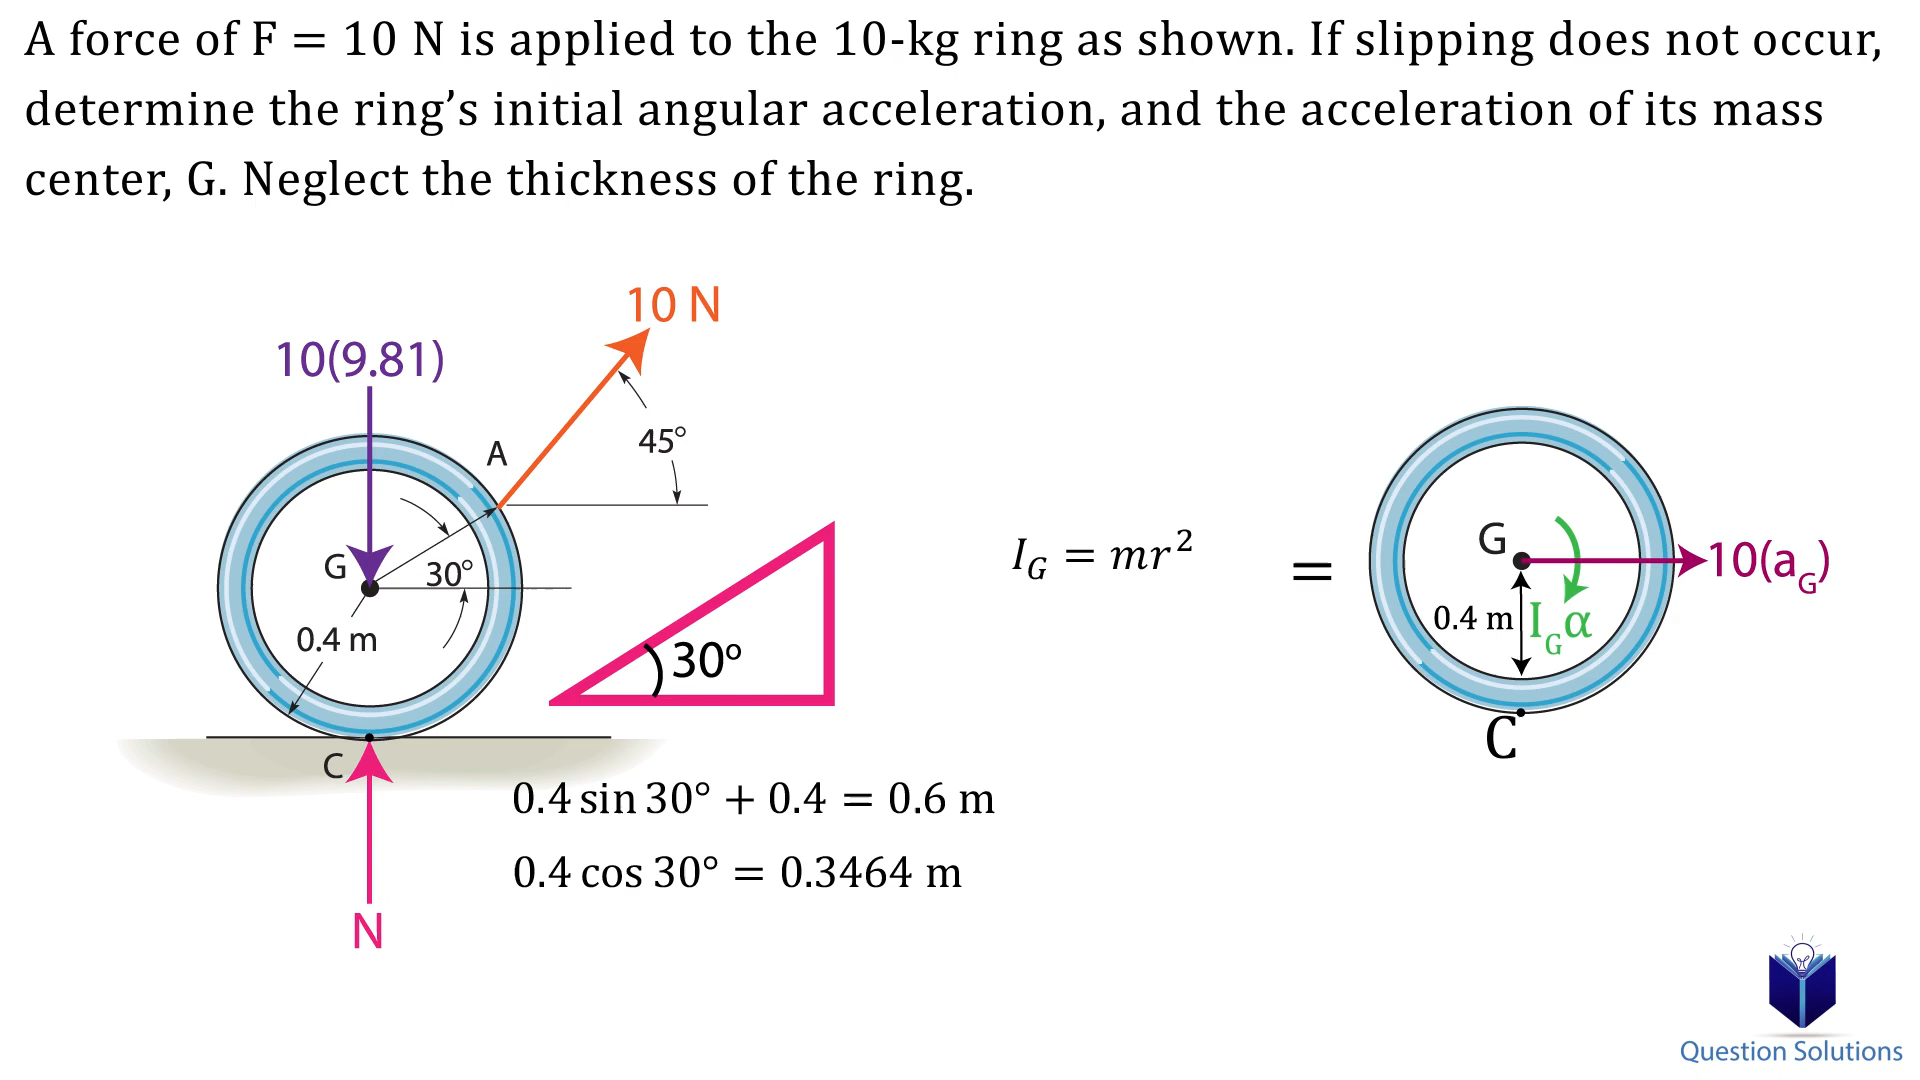 A force of F = 10 N is applied to the 10-kg ring as shown. If slipping does not occur,
determine the ring’s initial angular acceleration, and the acceleration of its mass
center, G. Neglect the thickness of the ring.
10 N
10(9.81)
45°
A
G
30°
0.4 m
C
N
30°
0.4 sin 30° + 0.4 = 0.6 m
0.4 cos 30° = 0.3464 m
I_G = mr²
=
G
10(a_G)
0.4 m
I_Gα
C
Question Solutions